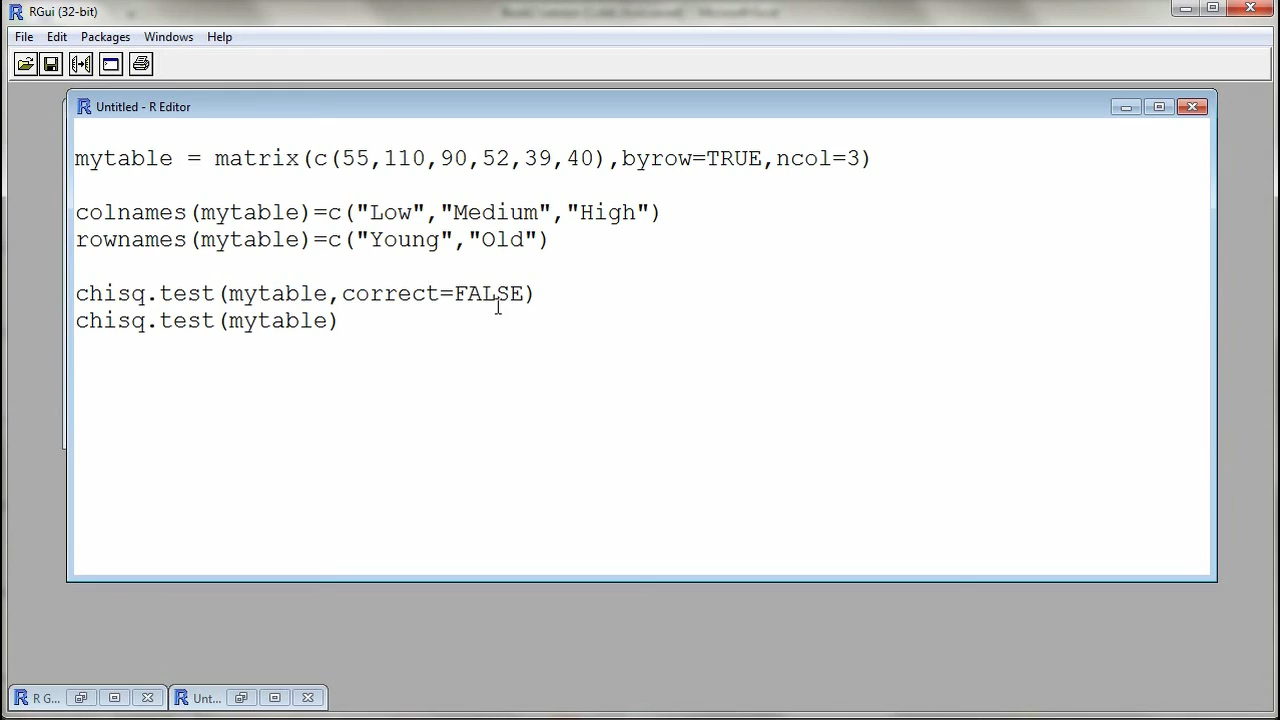 RGui (32-bit)
File Edit Packages Windows Help
Untitled - R Editor
mytable = matrix(c(55,110,90,52,39,40),byrow=TRUE,ncol=3)
colnames(mytable)=c("Low","Medium","High")
rownames(mytable)=c("Young","Old")
chisq.test(mytable,correct=FALSE)
chisq.test(mytable)
R G... Unt...